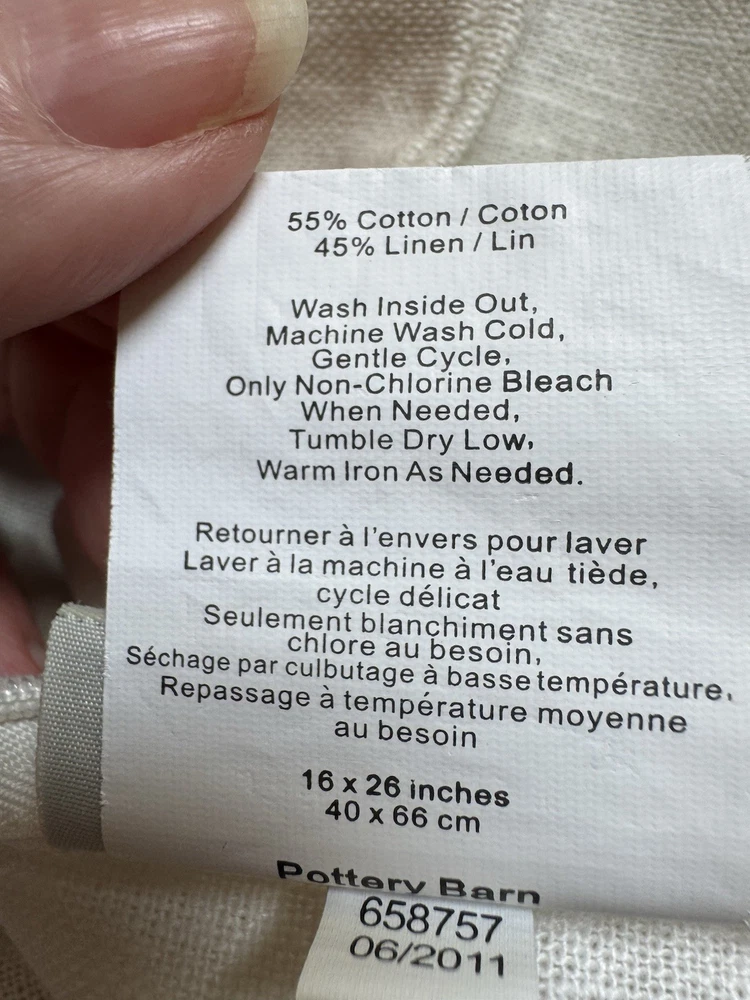 55% Cotton / Coton
45% Linen / Lin
Wash Inside Out,
Machine Wash Cold,
Gentle Cycle,
Only Non-Chlorine Bleach
When Needed,
Tumble Dry Low,
Warm Iron As Needed.
Retourner à l'envers pour laver
Laver à la machine à l'eau tiède,
cycle délicat
Seulement blanchiment sans
chlore au besoin,
Séchage par culbutage à basse température,
Repassage à température moyenne
au besoin
16 x 26 inches
40 x 66 cm
Pottery Barn
658757
06/2011